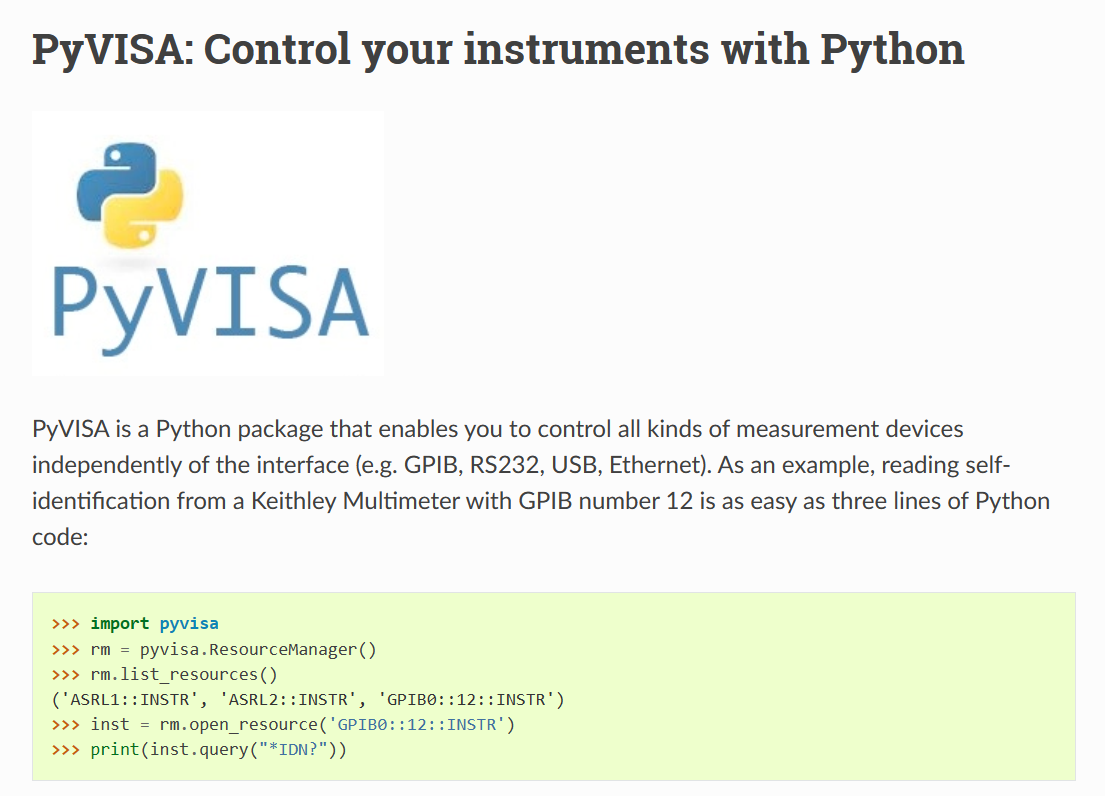 PyVISA: Control your instruments with Python
PyVISA
PyVISA is a Python package that enables you to control all kinds of measurement devices
independently of the interface (e.g. GPIB, RS232, USB, Ethernet). As an example, reading self-
identification from a Keithley Multimeter with GPIB number 12 is as easy as three lines of Python
code:
>>> import pyvisa
>>> rm = pyvisa.ResourceManager()
>>> rm.list_resources()
('ASRL1::INSTR', 'ASRL2::INSTR', 'GPIB0::12::INSTR')
>>> inst = rm.open_resource('GPIB0::12::INSTR')
>>> print(inst.query("*IDN?"))